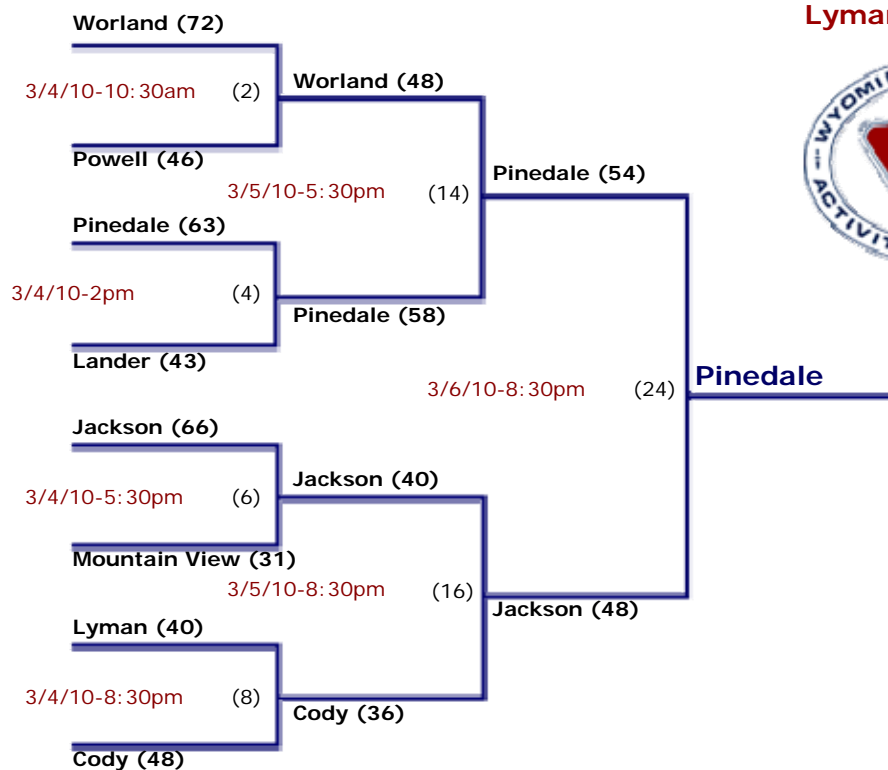 Worland (72)
Lyman
3/4/10-10:30am (2) Worland (48)
WYOMING
Powell (46)
3/5/10-5:30pm (14) Pinedale (54)
Pinedale (63)
3/4/10-2pm (4)
Pinedale (58)
Lander (43)
3/6/10-8:30pm (24) Pinedale
Jackson (66)
Jackson (40)
3/4/10-5:30pm (6)
Mountain View (31)
3/5/10-8:30pm (16)
Jackson (48)
Lyman (40)
3/4/10-8:30pm (8)
Cody (36)
Cody (48)